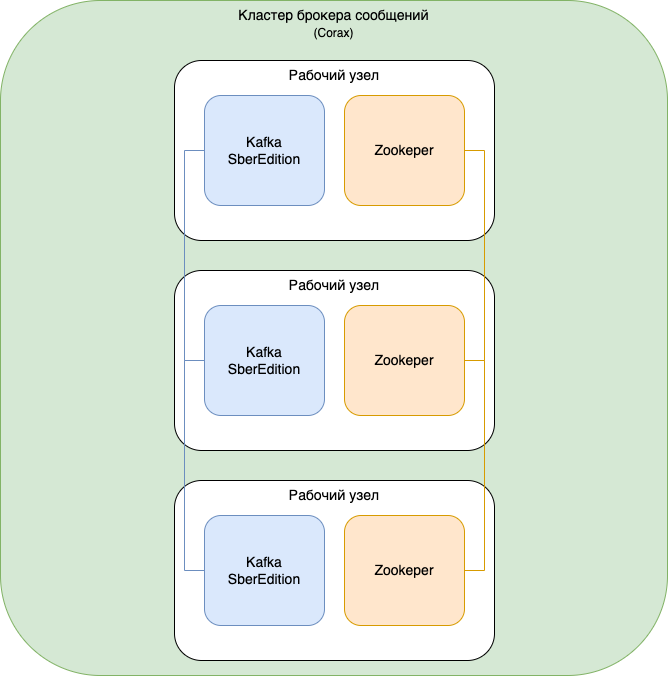 Кластер брокера сообщений
(Corax)
Рабочий узел
Kafka
SberEdition
Zookeper
Рабочий узел
Kafka
SberEdition
Zookeper
Рабочий узел
Kafka
SberEdition
Zookeper